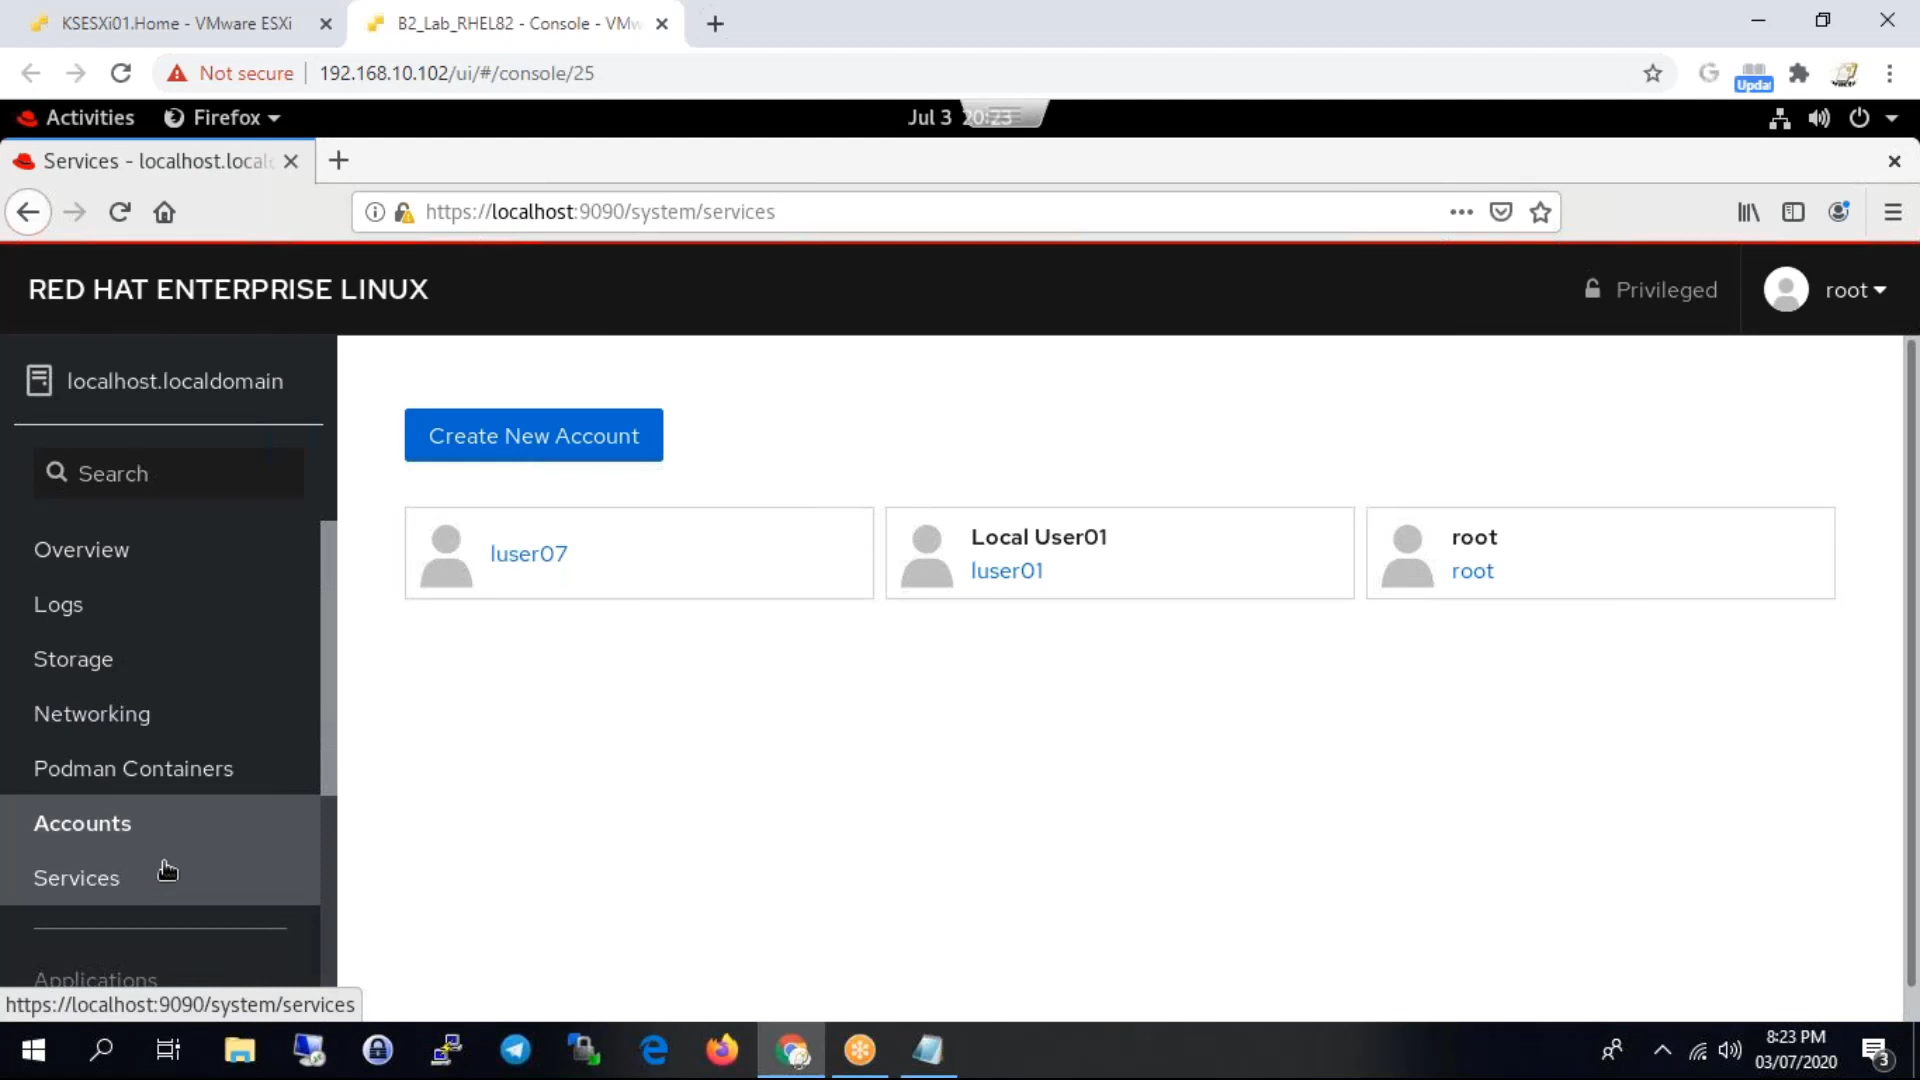 KSESXi01.Home - VMware ESXi
B2_Lab_RHEL82 - Console - VMw
Not secure
192.168.10.102/ui/#/console/25
Updat
Activities
Firefox
Jul 3 20:23
Services - localhost.local
https://localhost:9090/system/services
RED HAT ENTERPRISE LINUX
Privileged
root
localhost.localdomain
Search
Create New Account
luser07
Local User01
luser01
root
root
Overview
Logs
Storage
Networking
Podman Containers
Accounts
Services
Applications
https://localhost:9090/system/services
8:23 PM
03/07/2020
3